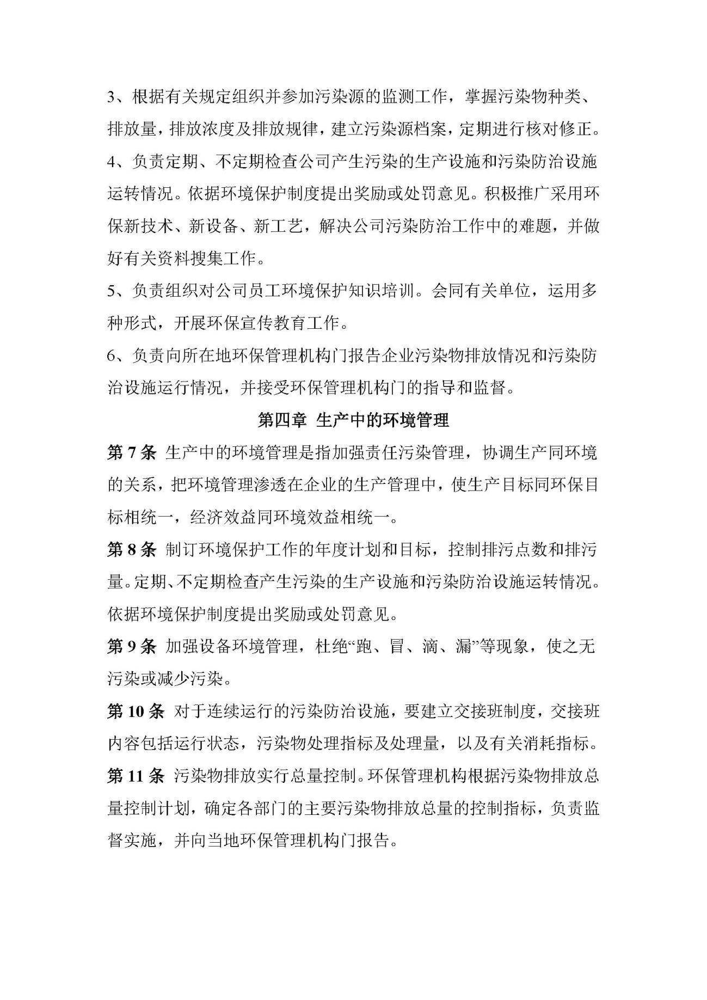 3、根据有关规定组织并参加污染源的监测工作，掌握污染物种类、
排放量，排放浓度及排放规律，建立污染源档案，定期进行核对修正。
4、负责定期、不定期检查公司产生污染的生产设施和污染防治设施
运转情况。依据环境保护制度提出奖励或处罚意见。积极推广采用环
保新技术、新设备、新工艺，解决公司污染防治工作中的难题，并做
好有关资料搜集工作。
5、负责组织对公司员工环境保护知识培训。会同有关单位，运用多
种形式，开展环保宣传教育工作。
6、负责向所在地环保管理机构门报告企业污染物排放情况和污染防
治设施运行情况，并接受环保管理机构门的指导和监督。
第四章 生产中的环境管理
第 7 条 生产中的环境管理是指加强责任污染管理，协调生产同环境
的关系，把环境管理渗透在企业的生产管理中，使生产目标同环保目
标相统一，经济效益同环境效益相统一。
第 8 条 制订环境保护工作的年度计划和目标，控制排污点数和排污
量。定期、不定期检查产生污染的生产设施和污染防治设施运转情况。
依据环境保护制度提出奖励或处罚意见。
第 9 条 加强设备环境管理，杜绝“跑、冒、滴、漏”等现象，使之无
污染或减少污染。
第 10 条 对于连续运行的污染防治设施，要建立交接班制度，交接班
内容包括运行状态，污染物处理指标及处理量，以及有关消耗指标。
第 11 条 污染物排放实行总量控制。环保管理机构根据污染物排放总
量控制计划，确定各部门的主要污染物排放总量的控制指标，负责监
督实施，并向当地环保管理机构门报告。